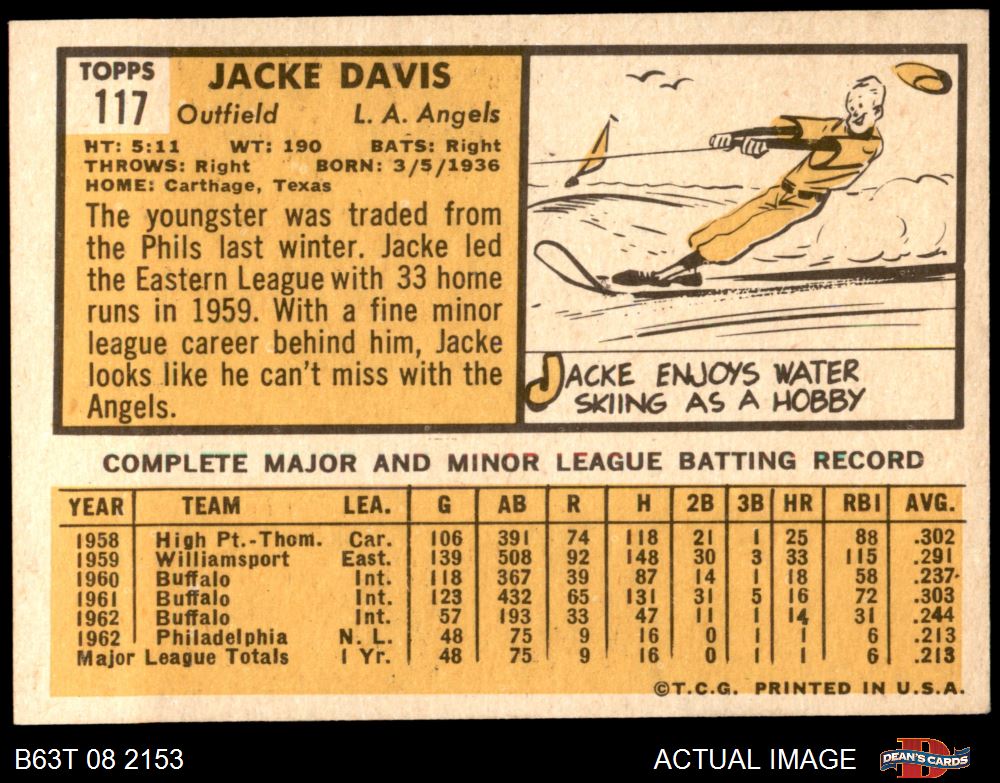 TOPPS
117
JACKE DAVIS
Outfield L. A. Angels
HT: 5:11 WT: 190 BATS: Right
THROWS: Right BORN: 3/5/1936
HOME: Carthage, Texas
The youngster was traded from
the Phils last winter. Jacke led
the Eastern League with 33 home
runs in 1959. With a fine minor
league career behind him, Jacke
looks like he can't miss with the
Angels.
JACKE ENJOYS WATER
SKIING AS A HOBBY
COMPLETE MAJOR AND MINOR LEAGUE BATTING RECORD
YEAR TEAM LEA. G AB R H 2B 3B HR RBI AVG.
1958 High Pt.-Thom. Car. 106 391 74 118 21 1 25 88 .302
1959 Williamsport East. 139 508 92 148 30 3 33 115 .291
1960 Buffalo Int. 118 367 39 87 14 1 18 58 .237
1961 Buffalo Int. 123 432 65 131 31 5 16 72 .303
1962 Buffalo Int. 57 193 33 47 11 1 14 31 .244
1962 Philadelphia N. L. 48 75 9 16 0 1 1 6 .213
Major League Totals 1 Yr. 48 75 9 16 0 1 1 6 .213
©T.C.G. PRINTED IN U.S.A.
B63T 08 2153 ACTUAL IMAGE DEAN'S CARDS